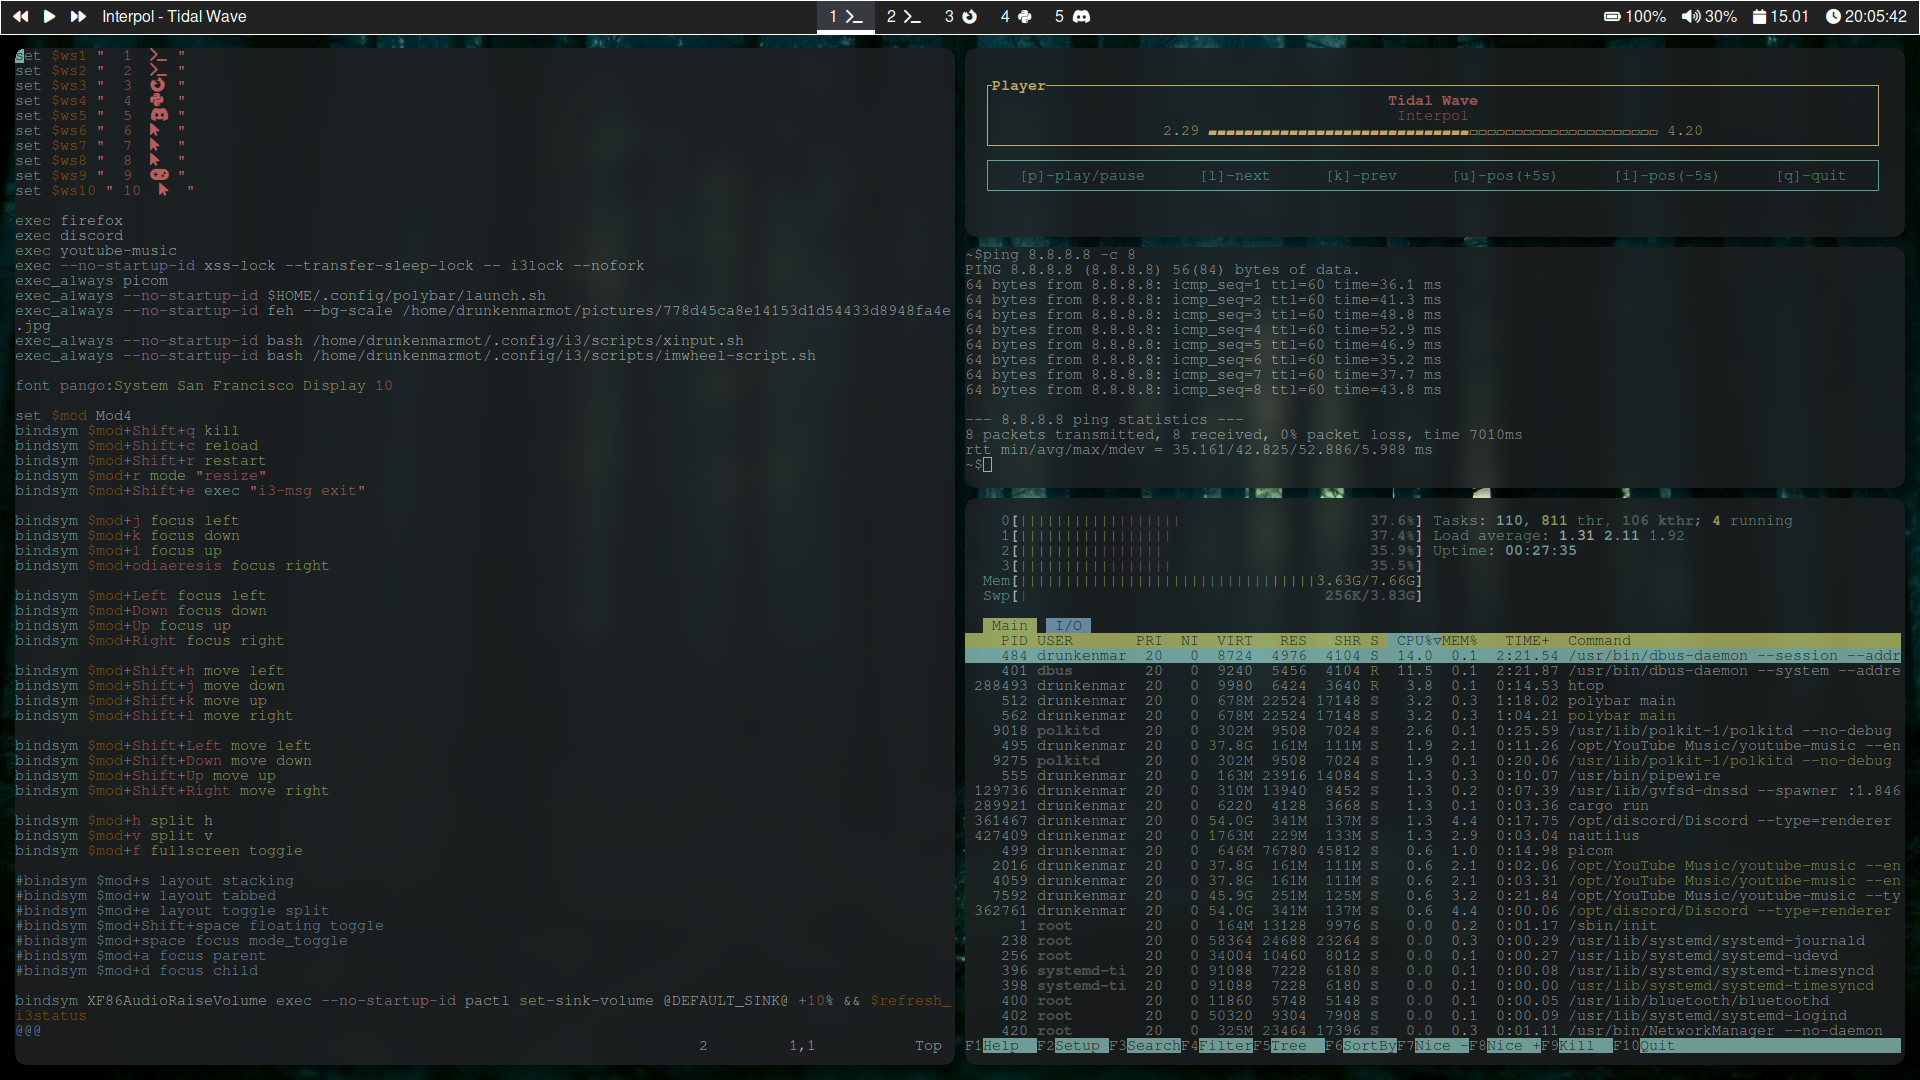 Interpol - Tidal Wave
1
2
3
4
5
100%
30%
15.01
20:05:42
set $ws1 " 1 "
set $ws2 " 2 "
set $ws3 " 3 "
set $ws4 " 4 "
set $ws5 " 5 "
set $ws6 " 6 "
set $ws7 " 7 "
set $ws8 " 8 "
set $ws9 " 9 "
set $ws10 " 10 "
exec firefox
exec discord
exec youtube-music
exec --no-startup-id xss-lock --transfer-sleep-lock -- i3lock --nofork
exec_always picom
exec_always --no-startup-id $HOME/.config/polybar/launch.sh
exec_always --no-startup-id feh --bg-scale /home/drunkenmarmot/pictures/778d45ca8e14153d1d54433d8948fa4e
.jpg
exec_always --no-startup-id bash /home/drunkenmarmot/.config/i3/scripts/xinput.sh
exec_always --no-startup-id bash /home/drunkenmarmot/.config/i3/scripts/imwheel-script.sh
font pango:System San Francisco Display 10
set $mod Mod4
bindsym $mod+Shift+q kill
bindsym $mod+Shift+c reload
bindsym $mod+Shift+r restart
bindsym $mod+r mode "resize"
bindsym $mod+Shift+e exec "i3-msg exit"
bindsym $mod+j focus left
bindsym $mod+k focus down
bindsym $mod+l focus up
bindsym $mod+odiaeresis focus right
bindsym $mod+Left focus left
bindsym $mod+Down focus down
bindsym $mod+Up focus up
bindsym $mod+Right focus right
bindsym $mod+Shift+h move left
bindsym $mod+Shift+j move down
bindsym $mod+Shift+k move up
bindsym $mod+Shift+l move right
bindsym $mod+Shift+Left move left
bindsym $mod+Shift+Down move down
bindsym $mod+Shift+Up move up
bindsym $mod+Shift+Right move right
bindsym $mod+h split h
bindsym $mod+v split v
bindsym $mod+f fullscreen toggle
#bindsym $mod+s layout stacking
#bindsym $mod+w layout tabbed
#bindsym $mod+e layout toggle split
#bindsym $mod+Shift+space floating toggle
#bindsym $mod+space focus mode_toggle
#bindsym $mod+a focus parent
#bindsym $mod+d focus child
bindsym XF86AudioRaiseVolume exec --no-startup-id pactl set-sink-volume @DEFAULT_SINK@ +10% && $refresh_
i3status
@@@
2 1,1 Top
Player
Tidal Wave
Interpol
2.29 4.20
[p]-play/pause [l]-next [k]-prev [u]-pos(+5s) [i]-pos(-5s) [q]-quit
~$ping 8.8.8.8 -c 8
PING 8.8.8.8 (8.8.8.8) 56(84) bytes of data.
64 bytes from 8.8.8.8: icmp_seq=1 ttl=60 time=36.1 ms
64 bytes from 8.8.8.8: icmp_seq=2 ttl=60 time=41.3 ms
64 bytes from 8.8.8.8: icmp_seq=3 ttl=60 time=48.8 ms
64 bytes from 8.8.8.8: icmp_seq=4 ttl=60 time=52.9 ms
64 bytes from 8.8.8.8: icmp_seq=5 ttl=60 time=46.9 ms
64 bytes from 8.8.8.8: icmp_seq=6 ttl=60 time=35.2 ms
64 bytes from 8.8.8.8: icmp_seq=7 ttl=60 time=37.7 ms
64 bytes from 8.8.8.8: icmp_seq=8 ttl=60 time=43.8 ms
--- 8.8.8.8 ping statistics ---
8 packets transmitted, 8 received, 0% packet loss, time 7010ms
rtt min/avg/max/mdev = 35.161/42.825/52.886/5.988 ms
~$
0[|||||||||||||||||| 37.6%] Tasks: 110, 811 thr, 106 kthr; 4 running
1[||||||||||||||||| 37.4%] Load average: 1.31 2.11 1.92
2[|||||||||||||||| 35.9%] Uptime: 00:27:35
3[||||||||||||||||| 35.5%]
Mem[|||||||||||||||||||||||||||||||||3.63G/7.66G]
Swp[| 256K/3.83G]
Main I/O
PID USER PRI NI VIRT RES SHR S CPU%▽MEM% TIME+ Command
484 drunkenmar 20 0 8724 4976 4104 S 14.0 0.1 2:21.54 /usr/bin/dbus-daemon --session --addr
401 dbus 20 0 9240 5456 4104 R 11.5 0.1 2:21.87 /usr/bin/dbus-daemon --system --addre
288493 drunkenmar 20 0 9980 6424 3640 R 3.8 0.1 0:14.53 htop
512 drunkenmar 20 0 678M 22524 17148 S 3.2 0.3 1:18.02 polybar main
562 drunkenmar 20 0 678M 22524 17148 S 3.2 0.3 1:04.21 polybar main
9018 polkitd 20 0 302M 9508 7024 S 2.6 0.1 0:25.59 /usr/lib/polkit-1/polkitd --no-debug
495 drunkenmar 20 0 37.8G 161M 111M S 1.9 2.1 0:11.26 /opt/YouTube Music/youtube-music --en
9275 polkitd 20 0 302M 9508 7024 S 1.9 0.1 0:20.06 /usr/lib/polkit-1/polkitd --no-debug
555 drunkenmar 20 0 163M 23916 14084 S 1.3 0.3 0:10.07 /usr/bin/pipewire
129736 drunkenmar 20 0 310M 13940 8452 S 1.3 0.2 0:07.39 /usr/lib/gvfsd-dnssd --spawner :1.846
289921 drunkenmar 20 0 6220 4128 3668 S 1.3 0.1 0:03.36 cargo run
361467 drunkenmar 20 0 54.0G 341M 137M S 1.3 4.4 0:17.75 /opt/discord/Discord --type=renderer
427409 drunkenmar 20 0 1763M 229M 133M S 1.3 2.9 0:03.04 nautilus
499 drunkenmar 20 0 646M 76780 45812 S 0.6 1.0 0:14.98 picom
2016 drunkenmar 20 0 37.8G 161M 111M S 0.6 2.1 0:02.06 /opt/YouTube Music/youtube-music --en
4059 drunkenmar 20 0 37.8G 161M 111M S 0.6 2.1 0:03.31 /opt/YouTube Music/youtube-music --en
7592 drunkenmar 20 0 45.9G 251M 125M S 0.6 3.2 0:21.84 /opt/YouTube Music/youtube-music --ty
362761 drunkenmar 20 0 54.0G 341M 137M S 0.6 4.4 0:00.06 /opt/discord/Discord --type=renderer
1 root 20 0 164M 13128 9976 S 0.0 0.2 0:01.17 /sbin/init
238 root 20 0 58364 24688 23264 S 0.0 0.3 0:00.29 /usr/lib/systemd/systemd-journald
256 root 20 0 34004 10460 8012 S 0.0 0.1 0:00.27 /usr/lib/systemd/systemd-udevd
396 systemd-ti 20 0 91088 7228 6180 S 0.0 0.1 0:00.08 /usr/lib/systemd/systemd-timesyncd
398 systemd-ti 20 0 91088 7228 6180 S 0.0 0.1 0:00.00 /usr/lib/systemd/systemd-timesyncd
400 root 20 0 11860 5748 5148 S 0.0 0.1 0:00.05 /usr/lib/bluetooth/bluetoothd
402 root 20 0 50320 9304 7908 S 0.0 0.1 0:00.09 /usr/lib/systemd/systemd-logind
420 root 20 0 325M 23464 17396 S 0.0 0.3 0:01.11 /usr/bin/NetworkManager --no-daemon
F1Help F2Setup F3SearchF4FilterF5Tree F6SortByF7Nice -F8Nice +F9Kill F10Quit